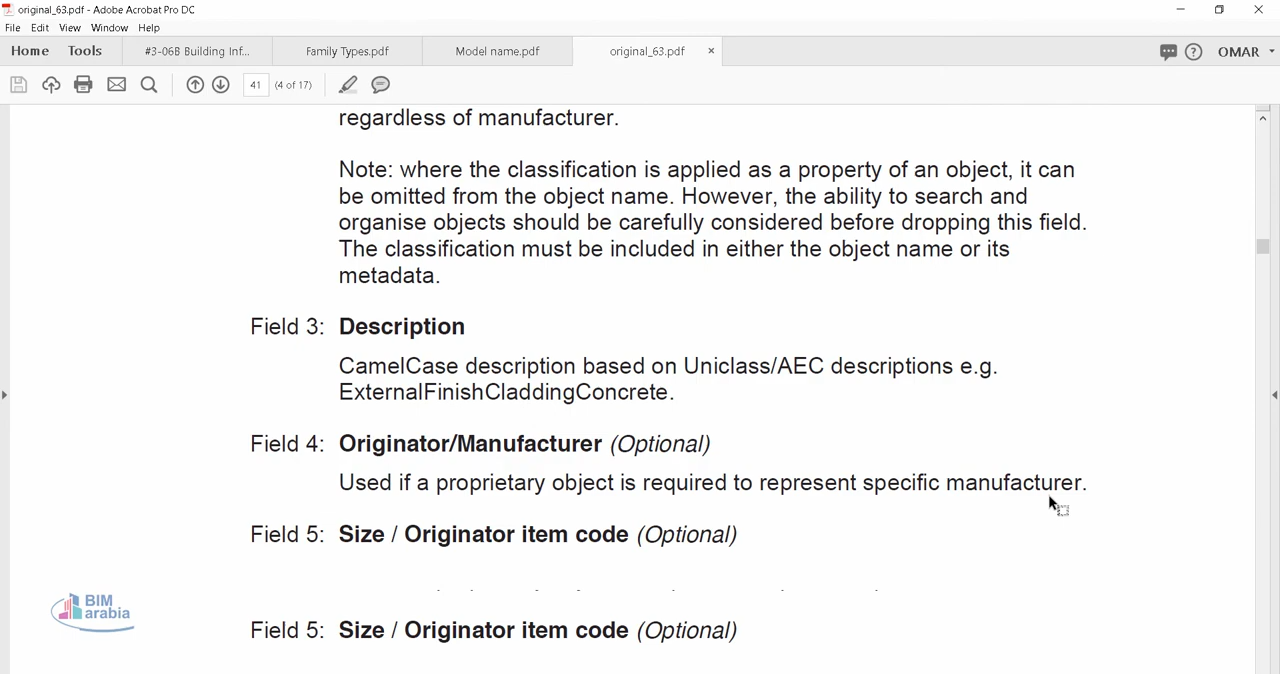 original_63.pdf - Adobe Acrobat Pro DC
File Edit View Window Help
Home Tools #3-06B Building Inf... Family Types.pdf Model name.pdf original_63.pdf × OMAR
41 (4 of 17)
regardless of manufacturer.
Note: where the classification is applied as a property of an object, it can
be omitted from the object name. However, the ability to search and
organise objects should be carefully considered before dropping this field.
The classification must be included in either the object name or its
metadata.
Field 3: Description
CamelCase description based on Uniclass/AEC descriptions e.g.
ExternalFinishCladdingConcrete.
Field 4: Originator/Manufacturer (Optional)
Used if a proprietary object is required to represent specific manufacturer.
Field 5: Size / Originator item code (Optional)
BIM
arabia
Field 5: Size / Originator item code (Optional)